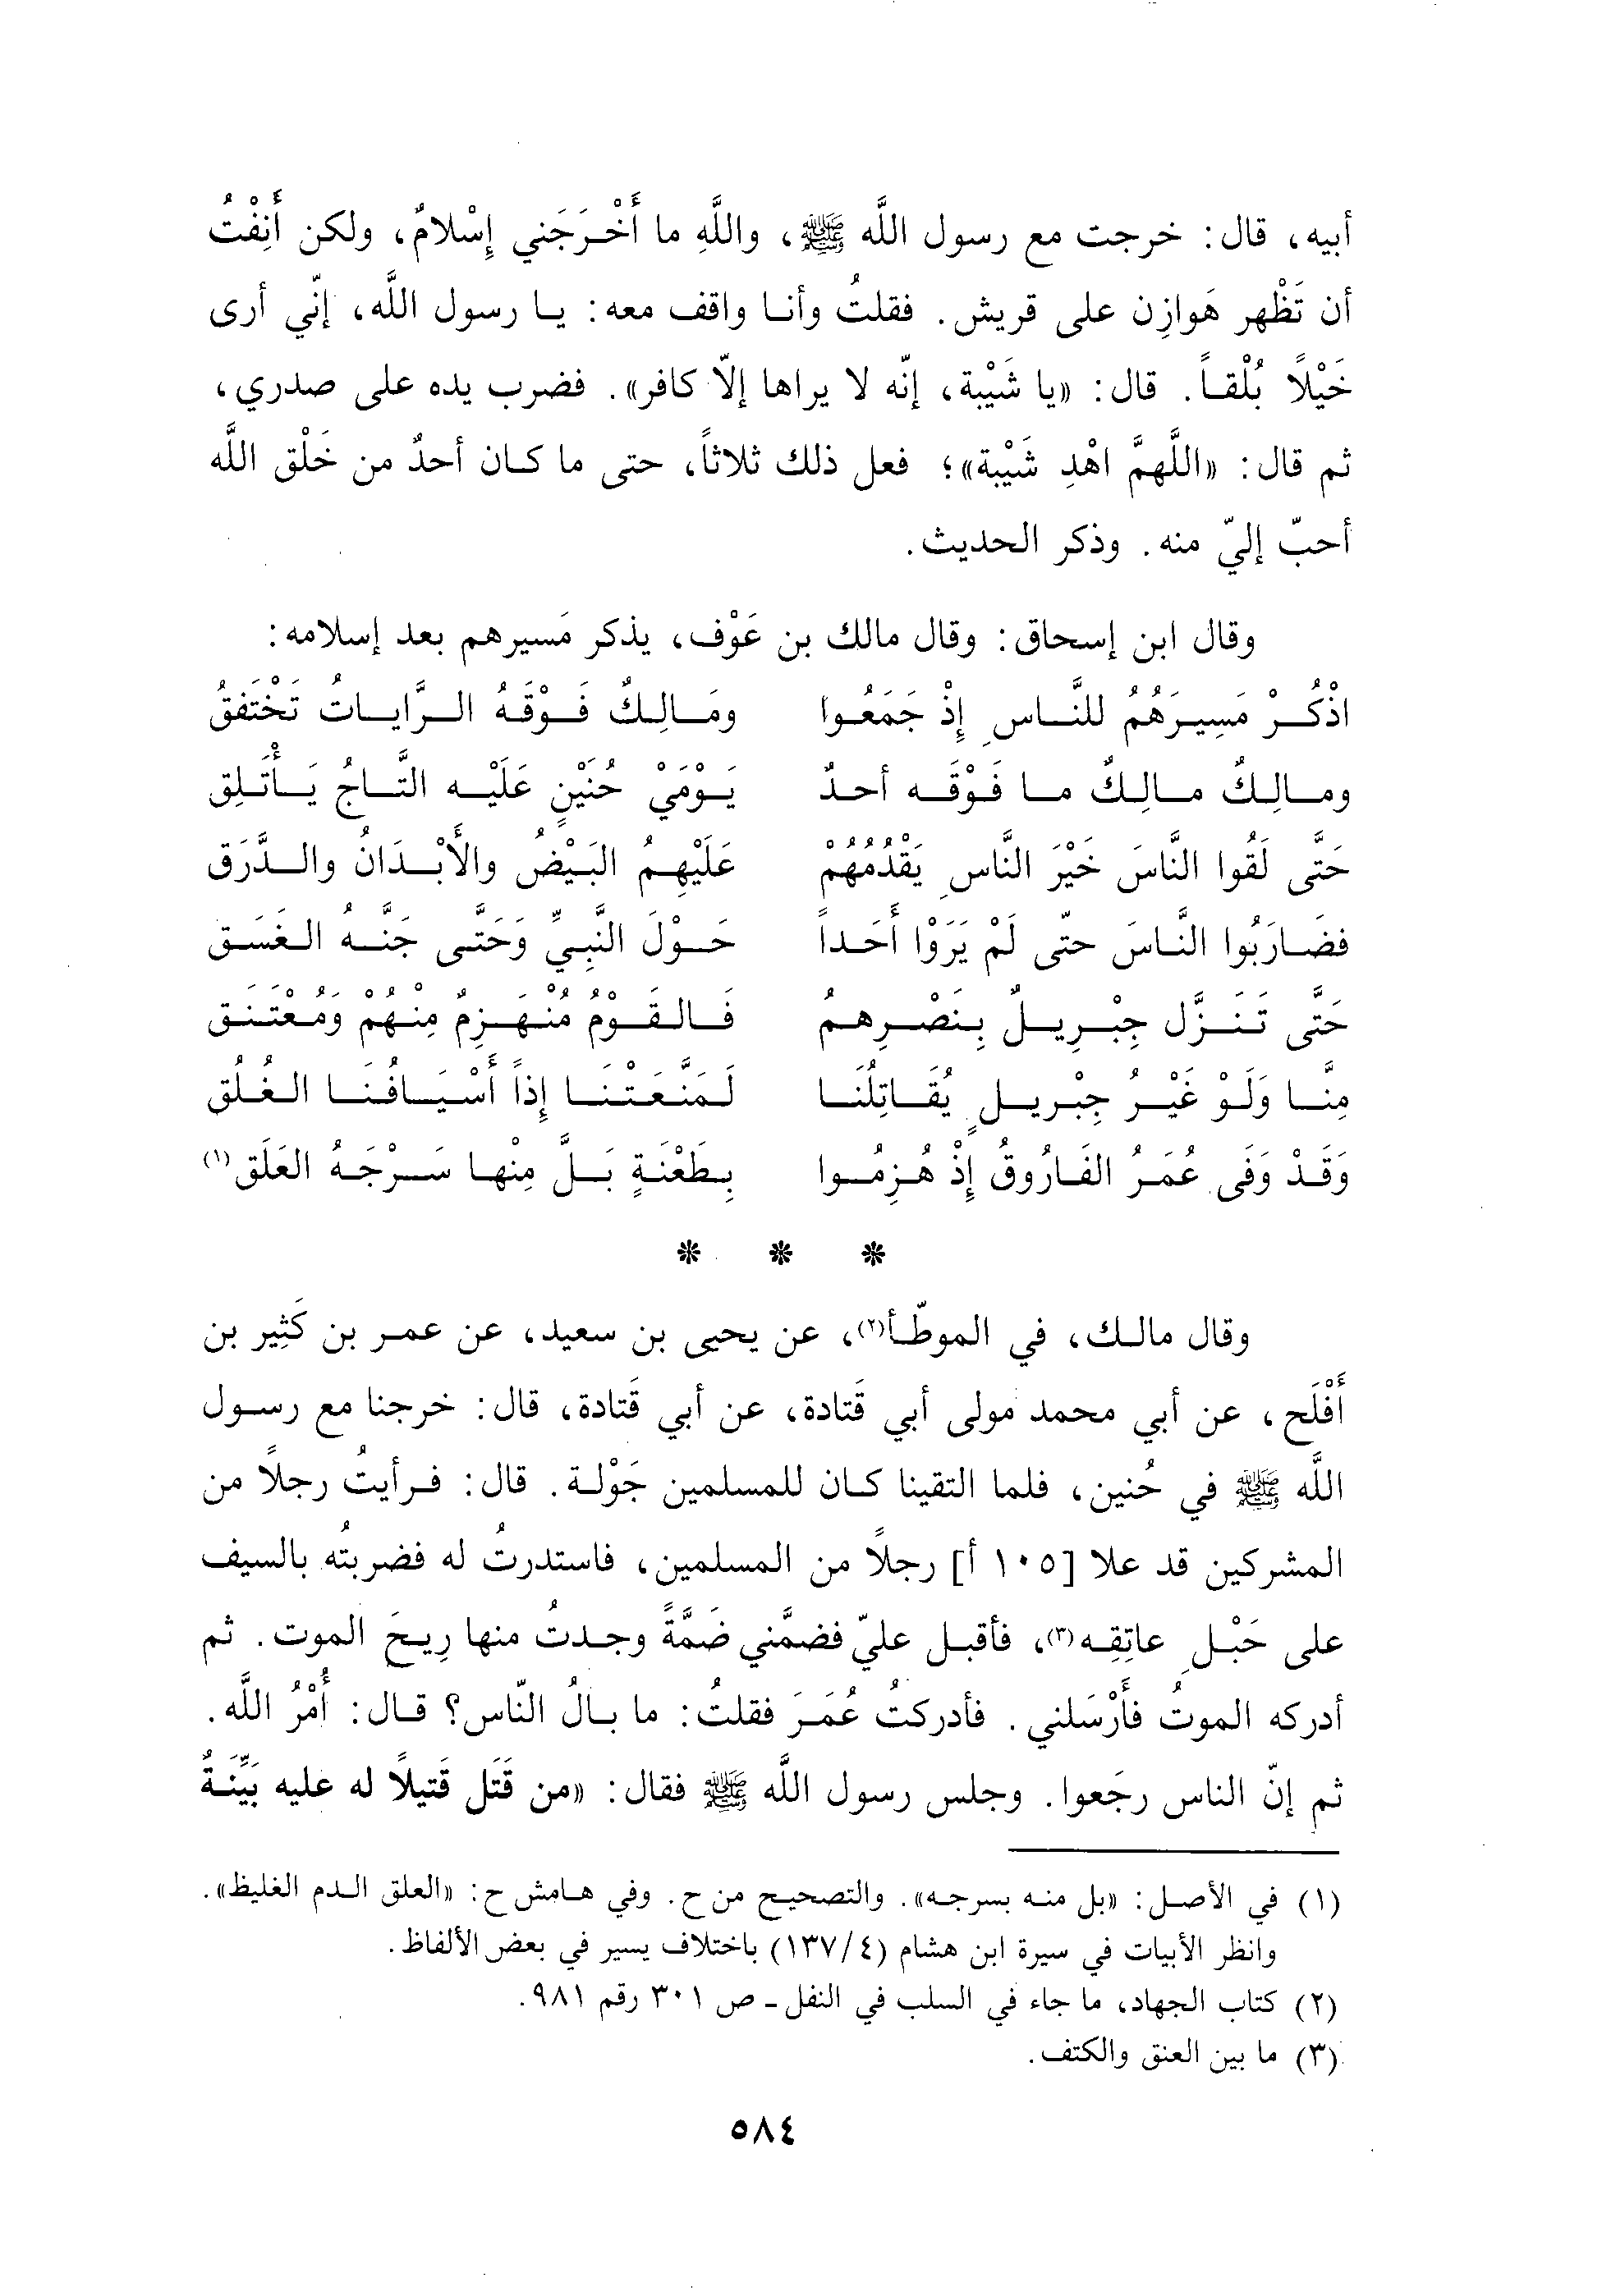 أبيه، قال: خرجت مع رسول اللَّه ﷺ، واللَّهِ ما أَخْرَجَني إِسْلامٌ، ولكن أَنِفْتُ
أن تَظْهر هَوازِن على قريش. فقلتُ وأنا واقف معه: يا رسول اللَّه، إنّي أرى
خَيْلاً بُلْقاً. قال: «يا شَيْبة، إنّه لا يراها إلاّ كافر». فضرب يده على صدري،
ثم قال: «اللَّهمَّ اهْدِ شَيْبة»؛ فعل ذلك ثلاثاً، حتى ما كان أحدٌ من خَلْق اللَّه
أحبّ إليّ منه. وذكر الحديث.
وقال ابن إسحاق: وقال مالك بن عَوْف، يذكر مَسيرهم بعد إسلامه:
اذْكُرْ مَسِيرَهُمُ للنَّاسِ إِذْ جَمَعُوا ومَالِكٌ فَوْقَهُ الرَّاياتُ تَخْتَفقُ
ومالِكٌ مالِكٌ ما فَوْقَه أحدٌ يَوْمَيْ حُنَيْنٍ عَلَيْه التَّاجُ يَأْتَلِق
حَتَّى لَقُوا النَّاسَ خَيْرَ النَّاسِ يَقْدُمُهُمْ عَلَيْهِمُ البَيْضُ والأَبْدَانُ والدَّرَق
فضَارَبُوا النَّاسَ حتّى لَمْ يَرَوْا أَحَداً حَوْلَ النَّبِيِّ وَحَتَّى جَنَّهُ الغَسَق
حَتَّى تَنَزَّل جِبْرِيلٌ بِنَصْرِهمُ فَالقَوْمُ مُنْهَزِمٌ مِنْهُمْ وَمُعْتَنَق
مِنَّا وَلَوْ غَيْرُ جِبْريلٍ يُقَاتِلُنَا لَمَنَّعَتْنَا إِذاً أَسْيَافُنَا الغُلُق
وَقَدْ وَفَى عُمَرُ الفَارُوقُ إِذْ هُزِمُوا بِطَعْنَةٍ بَلَّ مِنْها سَرْجَهُ العَلَق(١)
* * *
وقال مالك، في الموطّأ(٢)، عن يحيى بن سعيد، عن عمر بن كَثِير بن
أَفْلَح، عن أبي محمد مولى أبي قَتادة، عن أبي قَتادة، قال: خرجنا مع رسول
اللَّه ﷺ في حُنين، فلما التقينا كان للمسلمين جَوْلة. قال: فرأيتُ رجلاً من
المشركين قد علا [١٠٥ أ] رجلاً من المسلمين، فاستدرتُ له فضربتُه بالسيف
على حَبْلِ عاتِقِه(٣)، فأقبل عليّ فضمَّني ضَمَّةً وجدتُ منها رِيحَ الموت. ثم
أدركه الموتُ فأَرْسَلني. فأدركتُ عُمَرَ فقلتُ: ما بالُ النّاس؟ قال: أُمْرُ اللَّه.
ثم إنّ الناس رجَعوا. وجلس رسول اللَّه ﷺ فقال: «من قَتَل قَتيلاً له عليه بَيِّنَةٌ
(١) في الأصل: «بل منه بسرجه». والتصحيح من ح. وفي هامش ح: «العلق الدم الغليظ».
وانظر الأبيات في سيرة ابن هشام (٤/١٣٧) باختلاف يسير في بعض الألفاظ.
(٢) كتاب الجهاد، ما جاء في السلب في النفل ـ ص ٣٠١ رقم ٩٨١.
(٣) ما بين العنق والكتف.
٥٨٤